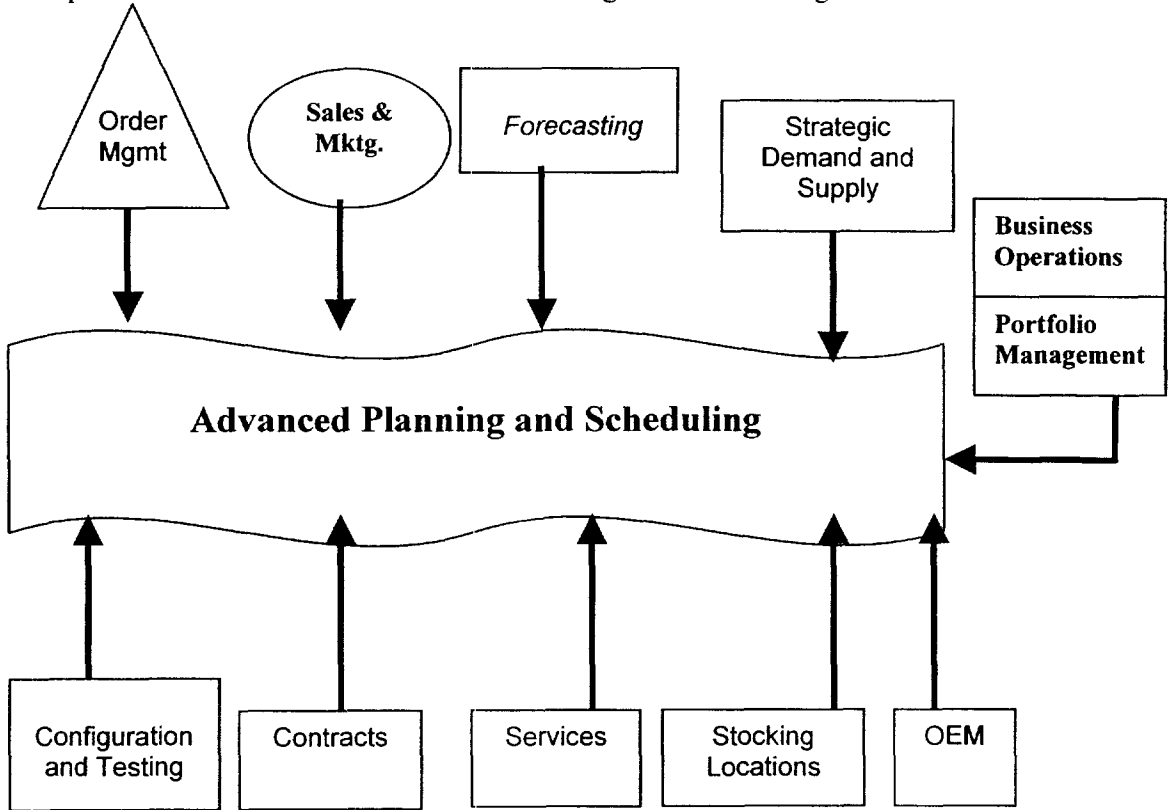 Order
Mgmt
Sales &
Mktg.
Forecasting
Strategic
Demand and
Supply
Business
Operations
Portfolio
Management
Advanced Planning and Scheduling
Configuration
and Testing
Contracts
Services
Stocking
Locations
OEM